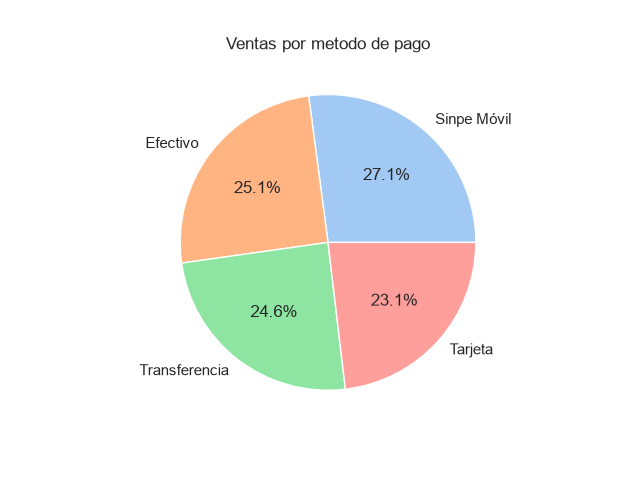 Ventas por metodo de pago
Sinpe Móvil
Efectivo
27.1%
25.1%
24.6%
23.1%
Tarjeta
Transferencia